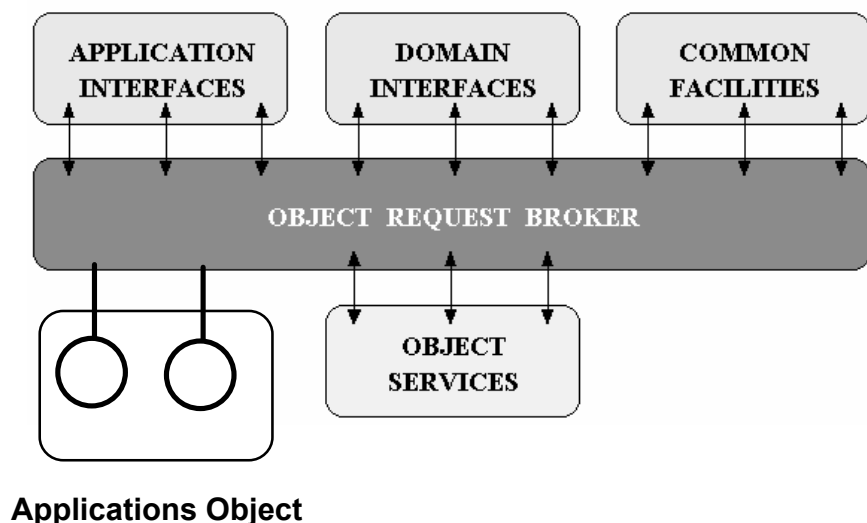 APPLICATION
INTERFACES
DOMAIN
INTERFACES
COMMON
FACILITIES
OBJECT REQUEST BROKER
OBJECT
SERVICES
Applications Object